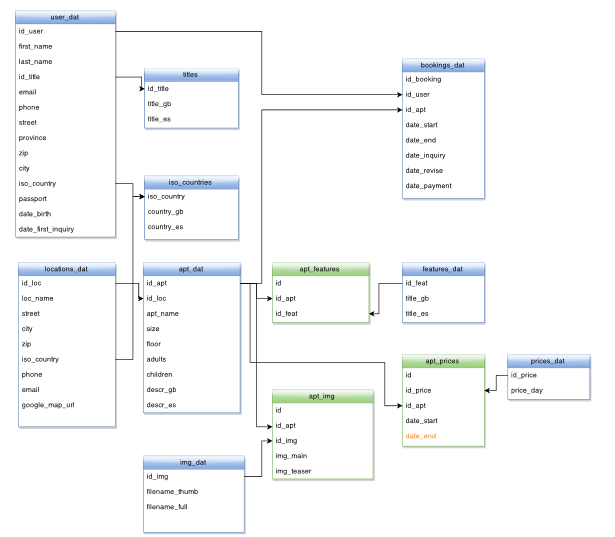 user_dat
id_user
first_name
last_name
id_title
email
phone
street
province
zip
city
iso_country
passport
date_birth
date_first_inquiry
titles
id_title
title_gb
title_es
iso_countries
iso_country
country_gb
country_es
bookings_dat
id_booking
id_user
id_apt
date_start
date_end
date_inquiry
date_revise
date_payment
locations_dat
id_loc
loc_name
street
city
zip
iso_country
phone
email
google_map_url
apt_dat
id_apt
id_loc
apt_name
size
floor
adults
children
descr_gb
descr_es
apt_features
id
id_apt
id_feat
features_dat
id_feat
title_gb
title_es
apt_prices
id
id_price
id_apt
date_start
date_end
prices_dat
id_price
price_day
apt_img
id
id_apt
id_img
img_main
img_teaser
img_dat
id_img
filename_thumb
filename_full